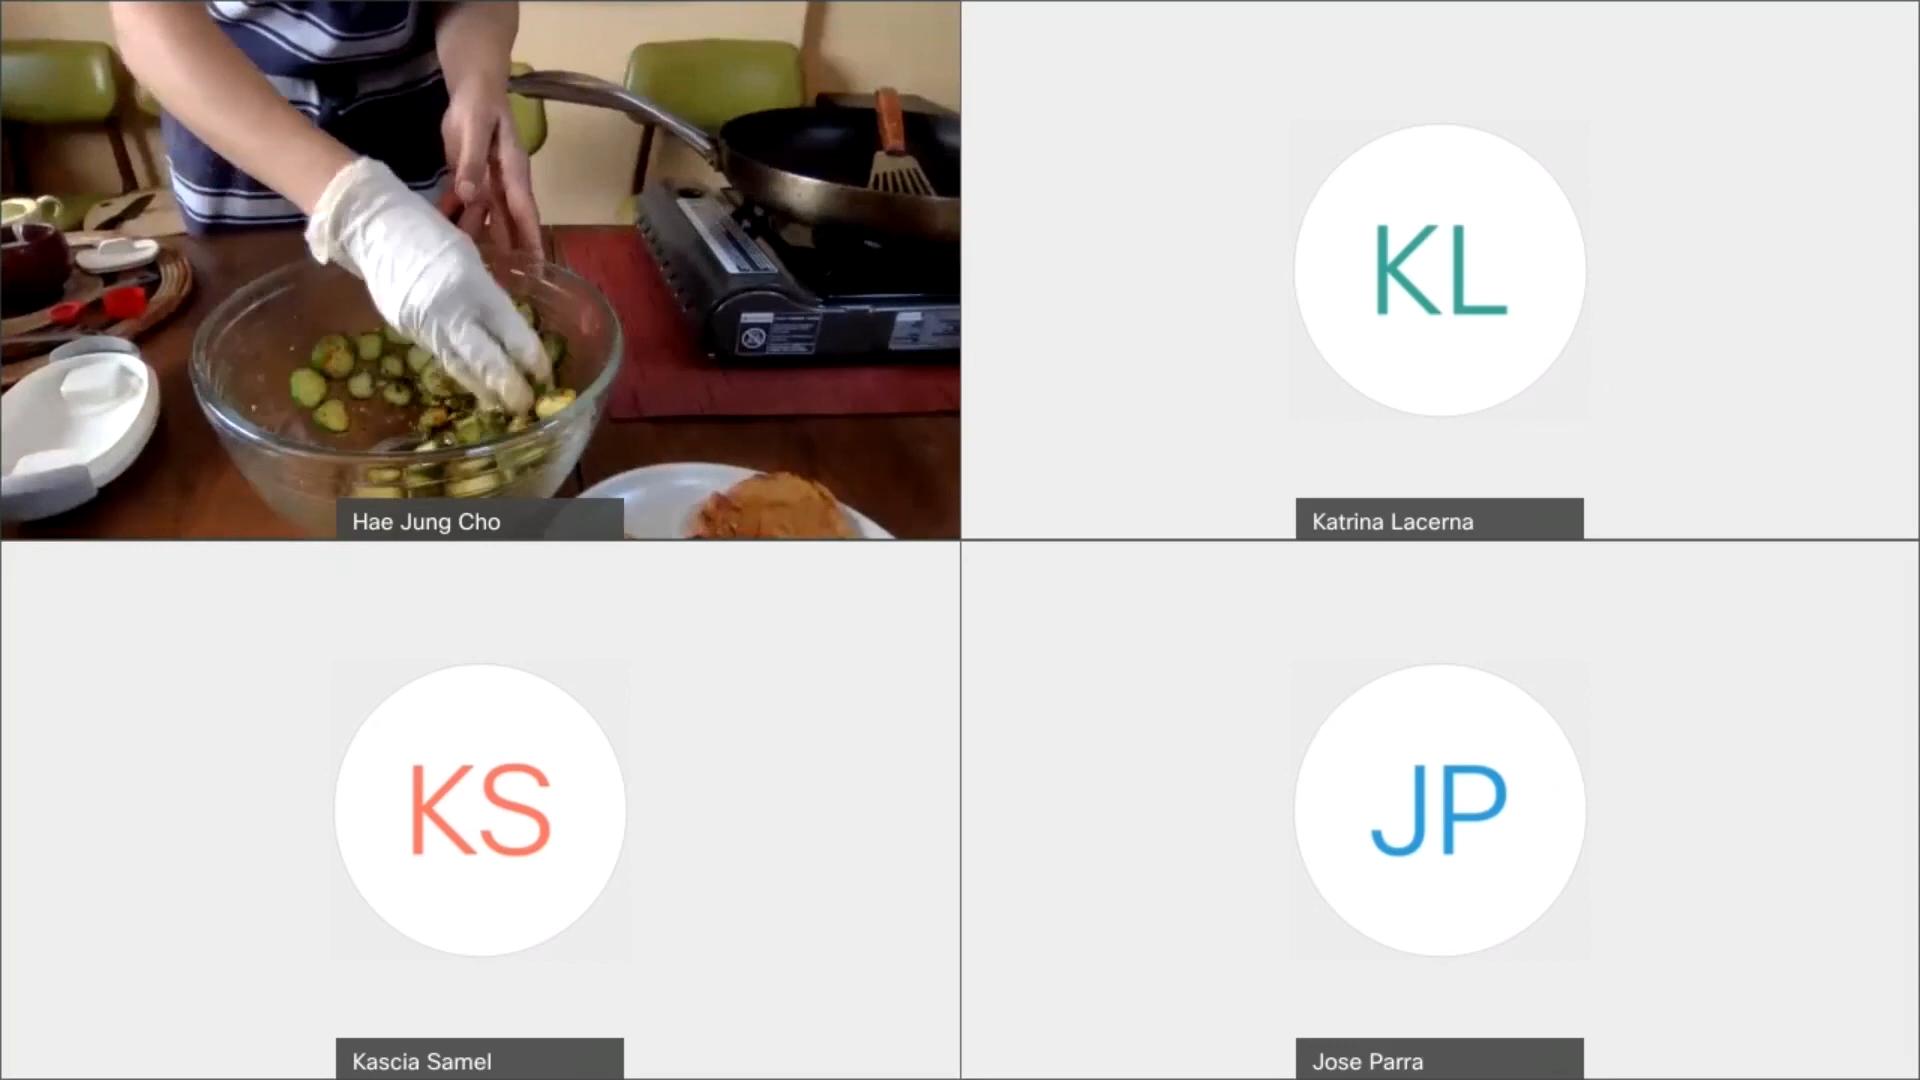 Hae Jung Cho
KL
Katrina Lacerna
KS
Kascia Samel
JP
Jose Parra